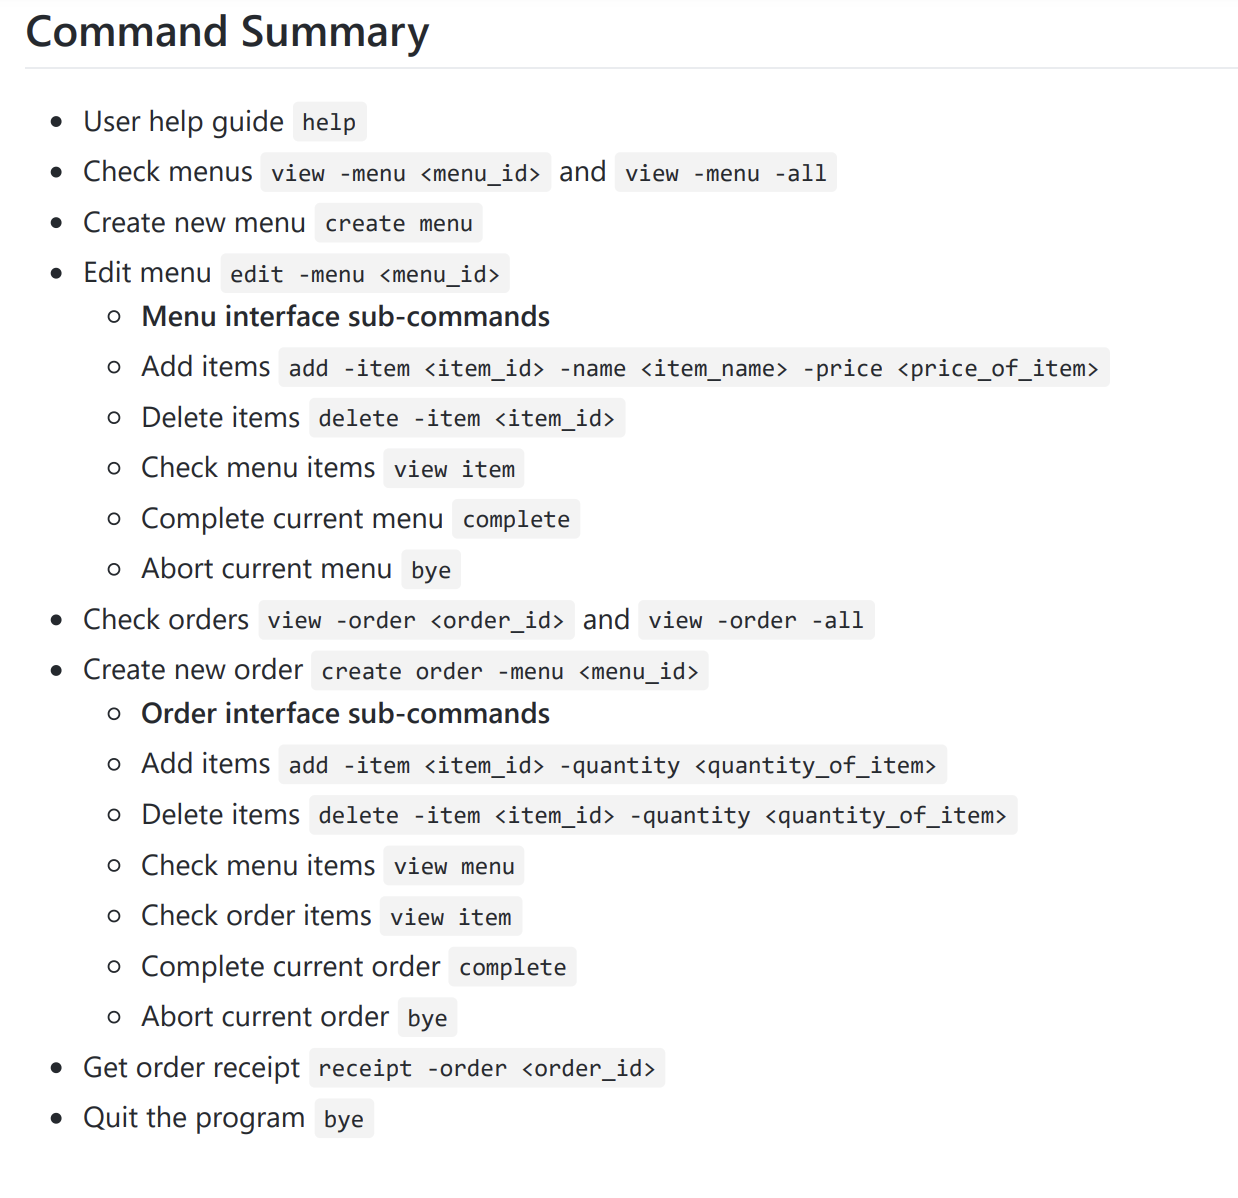 Command Summary
User help guide help
Check menus view -menu <menu_id> and view -menu -all
Create new menu create menu
Edit menu edit -menu <menu_id>
Menu interface sub-commands
Add items add -item <item_id> -name <item_name> -price <price_of_item>
Delete items delete -item <item_id>
Check menu items view item
Complete current menu complete
Abort current menu bye
Check orders view -order <order_id> and view -order -all
Create new order create order -menu <menu_id>
Order interface sub-commands
Add items add -item <item_id> -quantity <quantity_of_item>
Delete items delete -item <item_id> -quantity <quantity_of_item>
Check menu items view menu
Check order items view item
Complete current order complete
Abort current order bye
Get order receipt receipt -order <order_id>
Quit the program bye